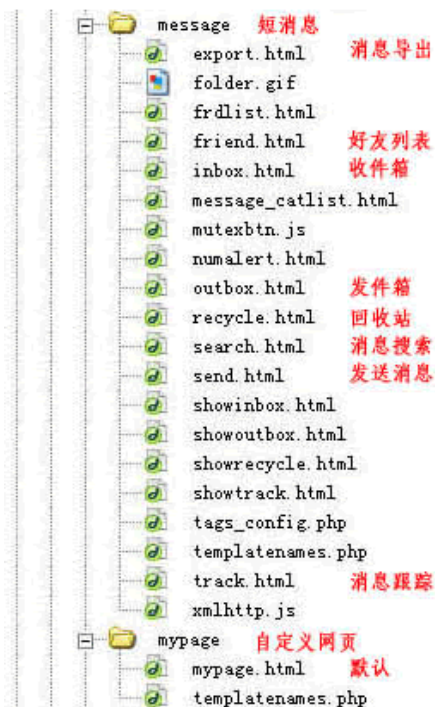 message 短消息
export.html 消息导出
folder.gif
frdlist.html
friend.html 好友列表
inbox.html 收件箱
message_catlist.html
mutexbtn.js
numalert.html
outbox.html 发件箱
recycle.html 回收站
search.html 消息搜索
send.html 发送消息
showinbox.html
showoutbox.html
showrecycle.html
showtrack.html
tags_config.php
templatenames.php
track.html 消息跟踪
xmlhttp.js
mypage 自定义网页
mypage.html 默认
templatenames.php